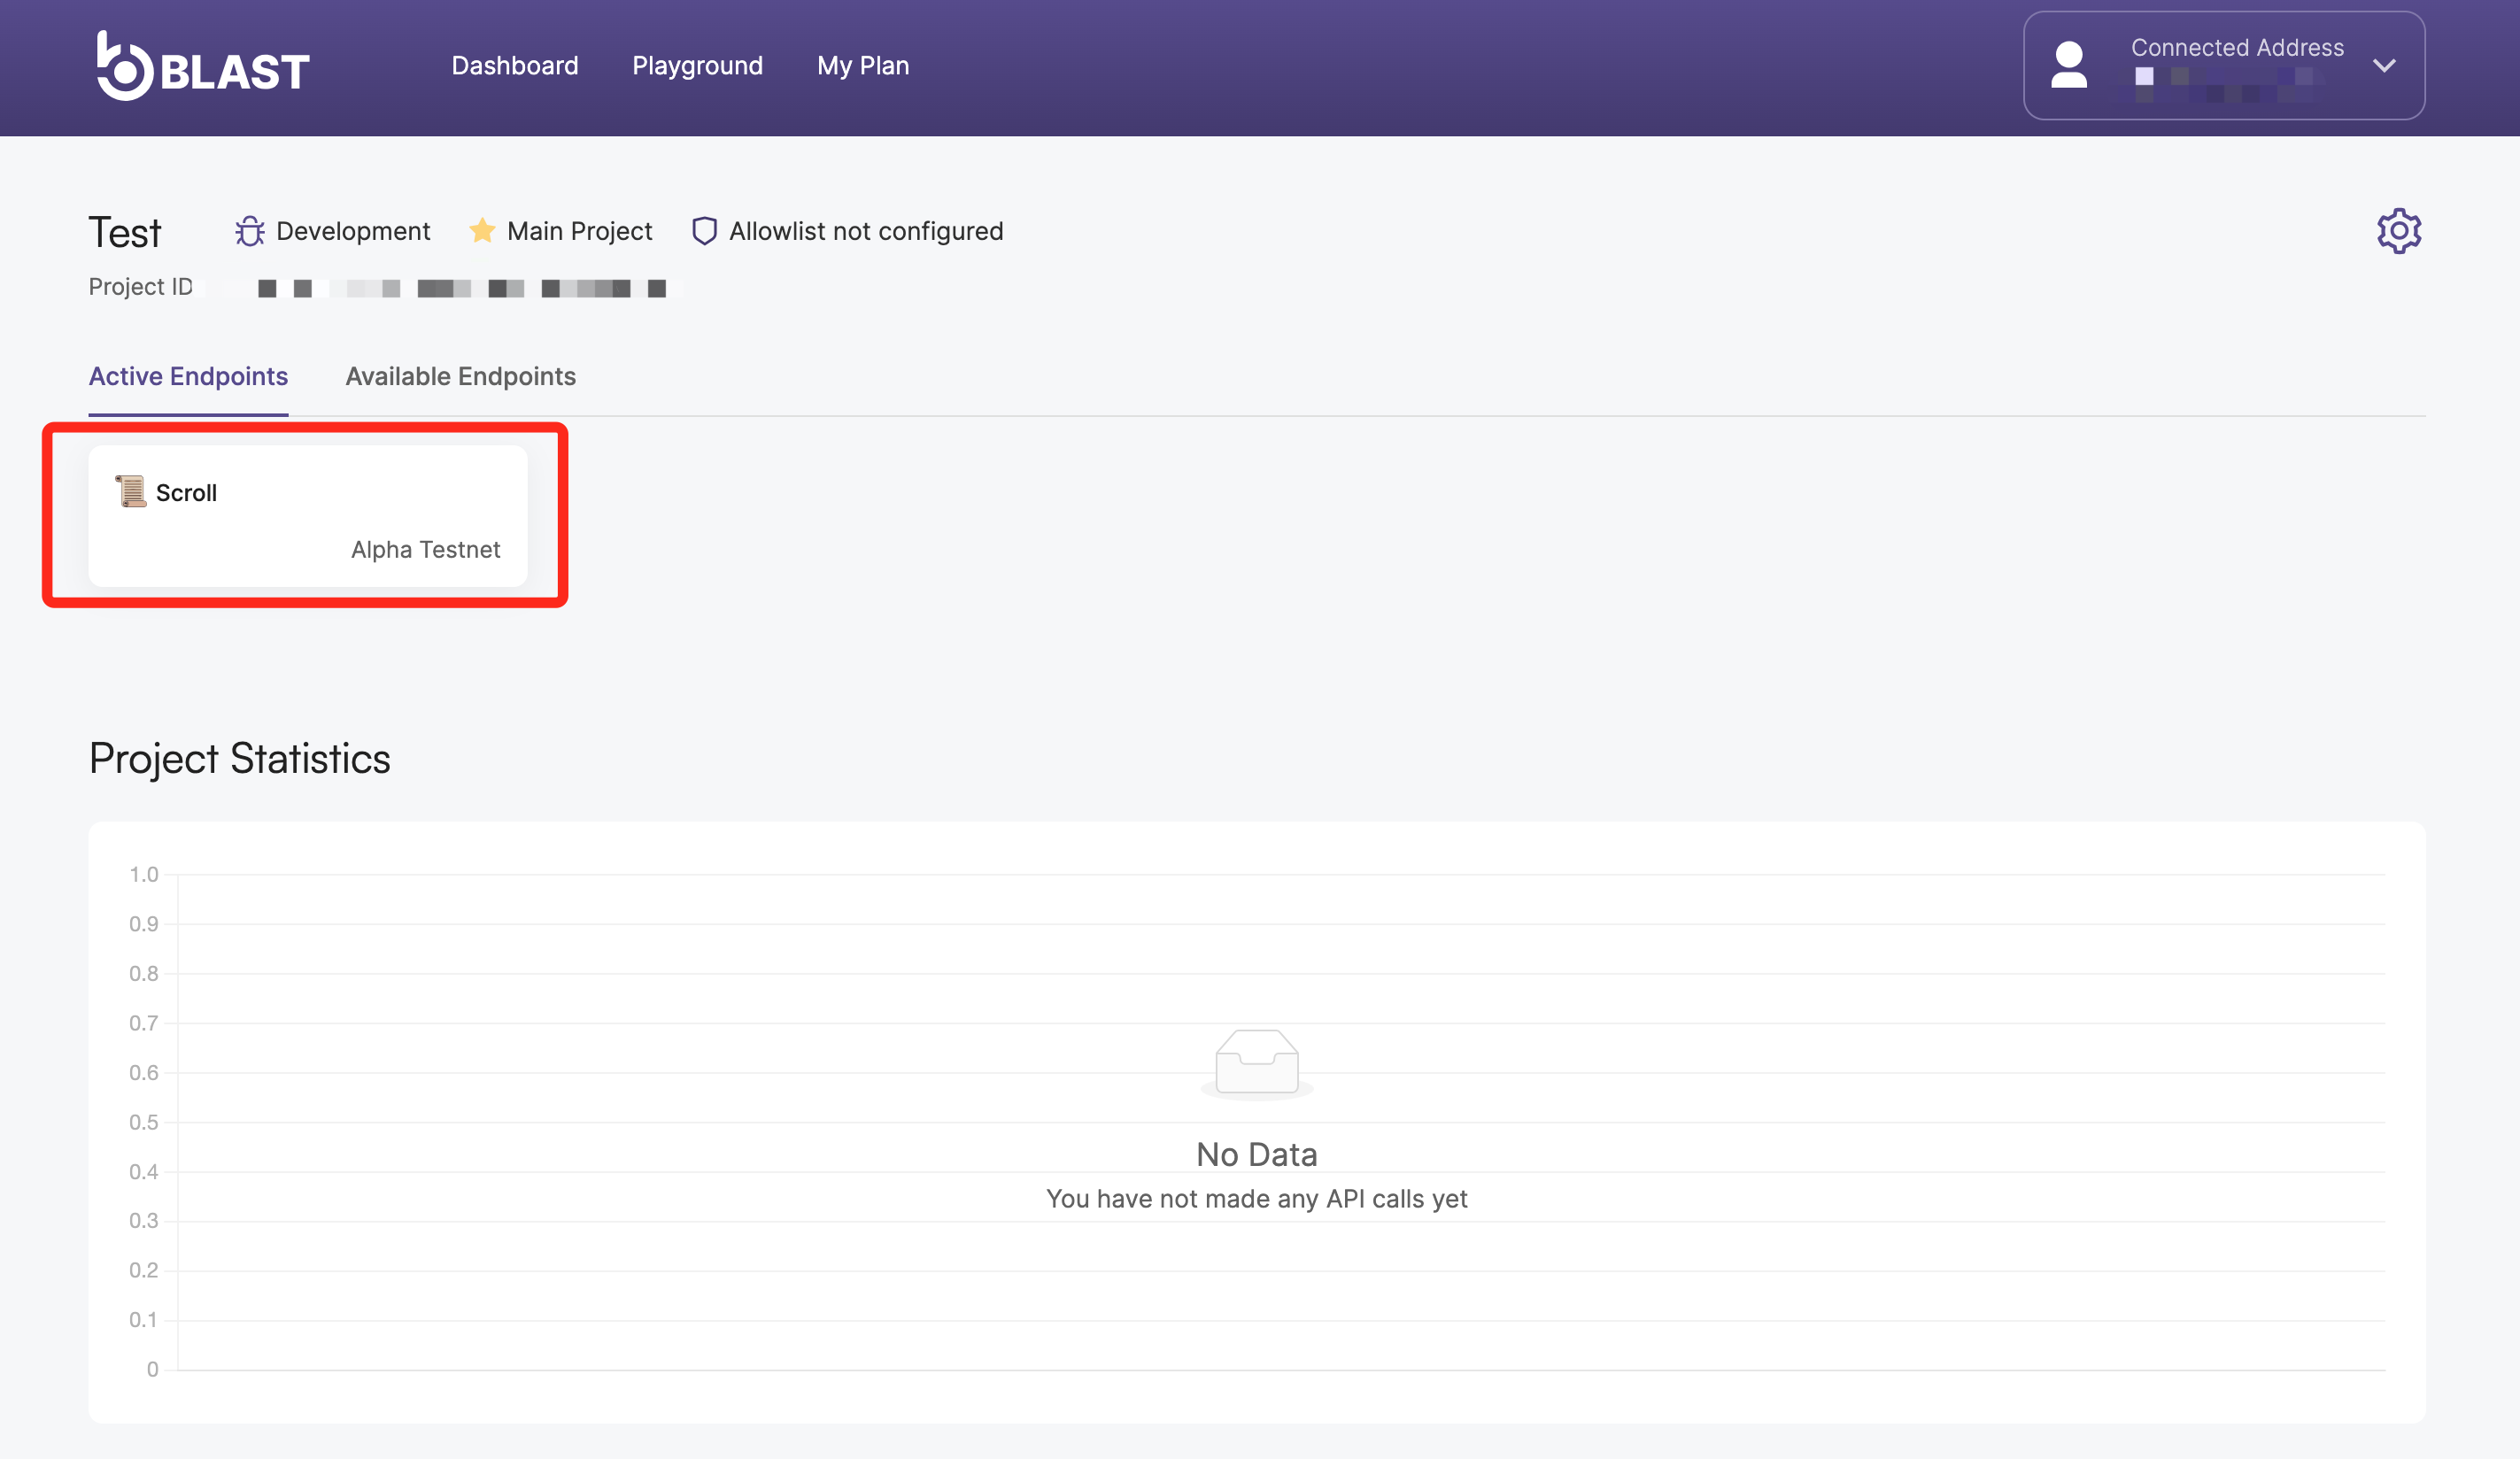 BLAST
Dashboard Playground My Plan
Connected Address
Test Development Main Project Allowlist not configured
Project ID
Active Endpoints Available Endpoints
Scroll
Alpha Testnet
Project Statistics
1.0
0.9
0.8
0.7
0.6
0.5
0.4
0.3
0.2
0.1
0
No Data
You have not made any API calls yet